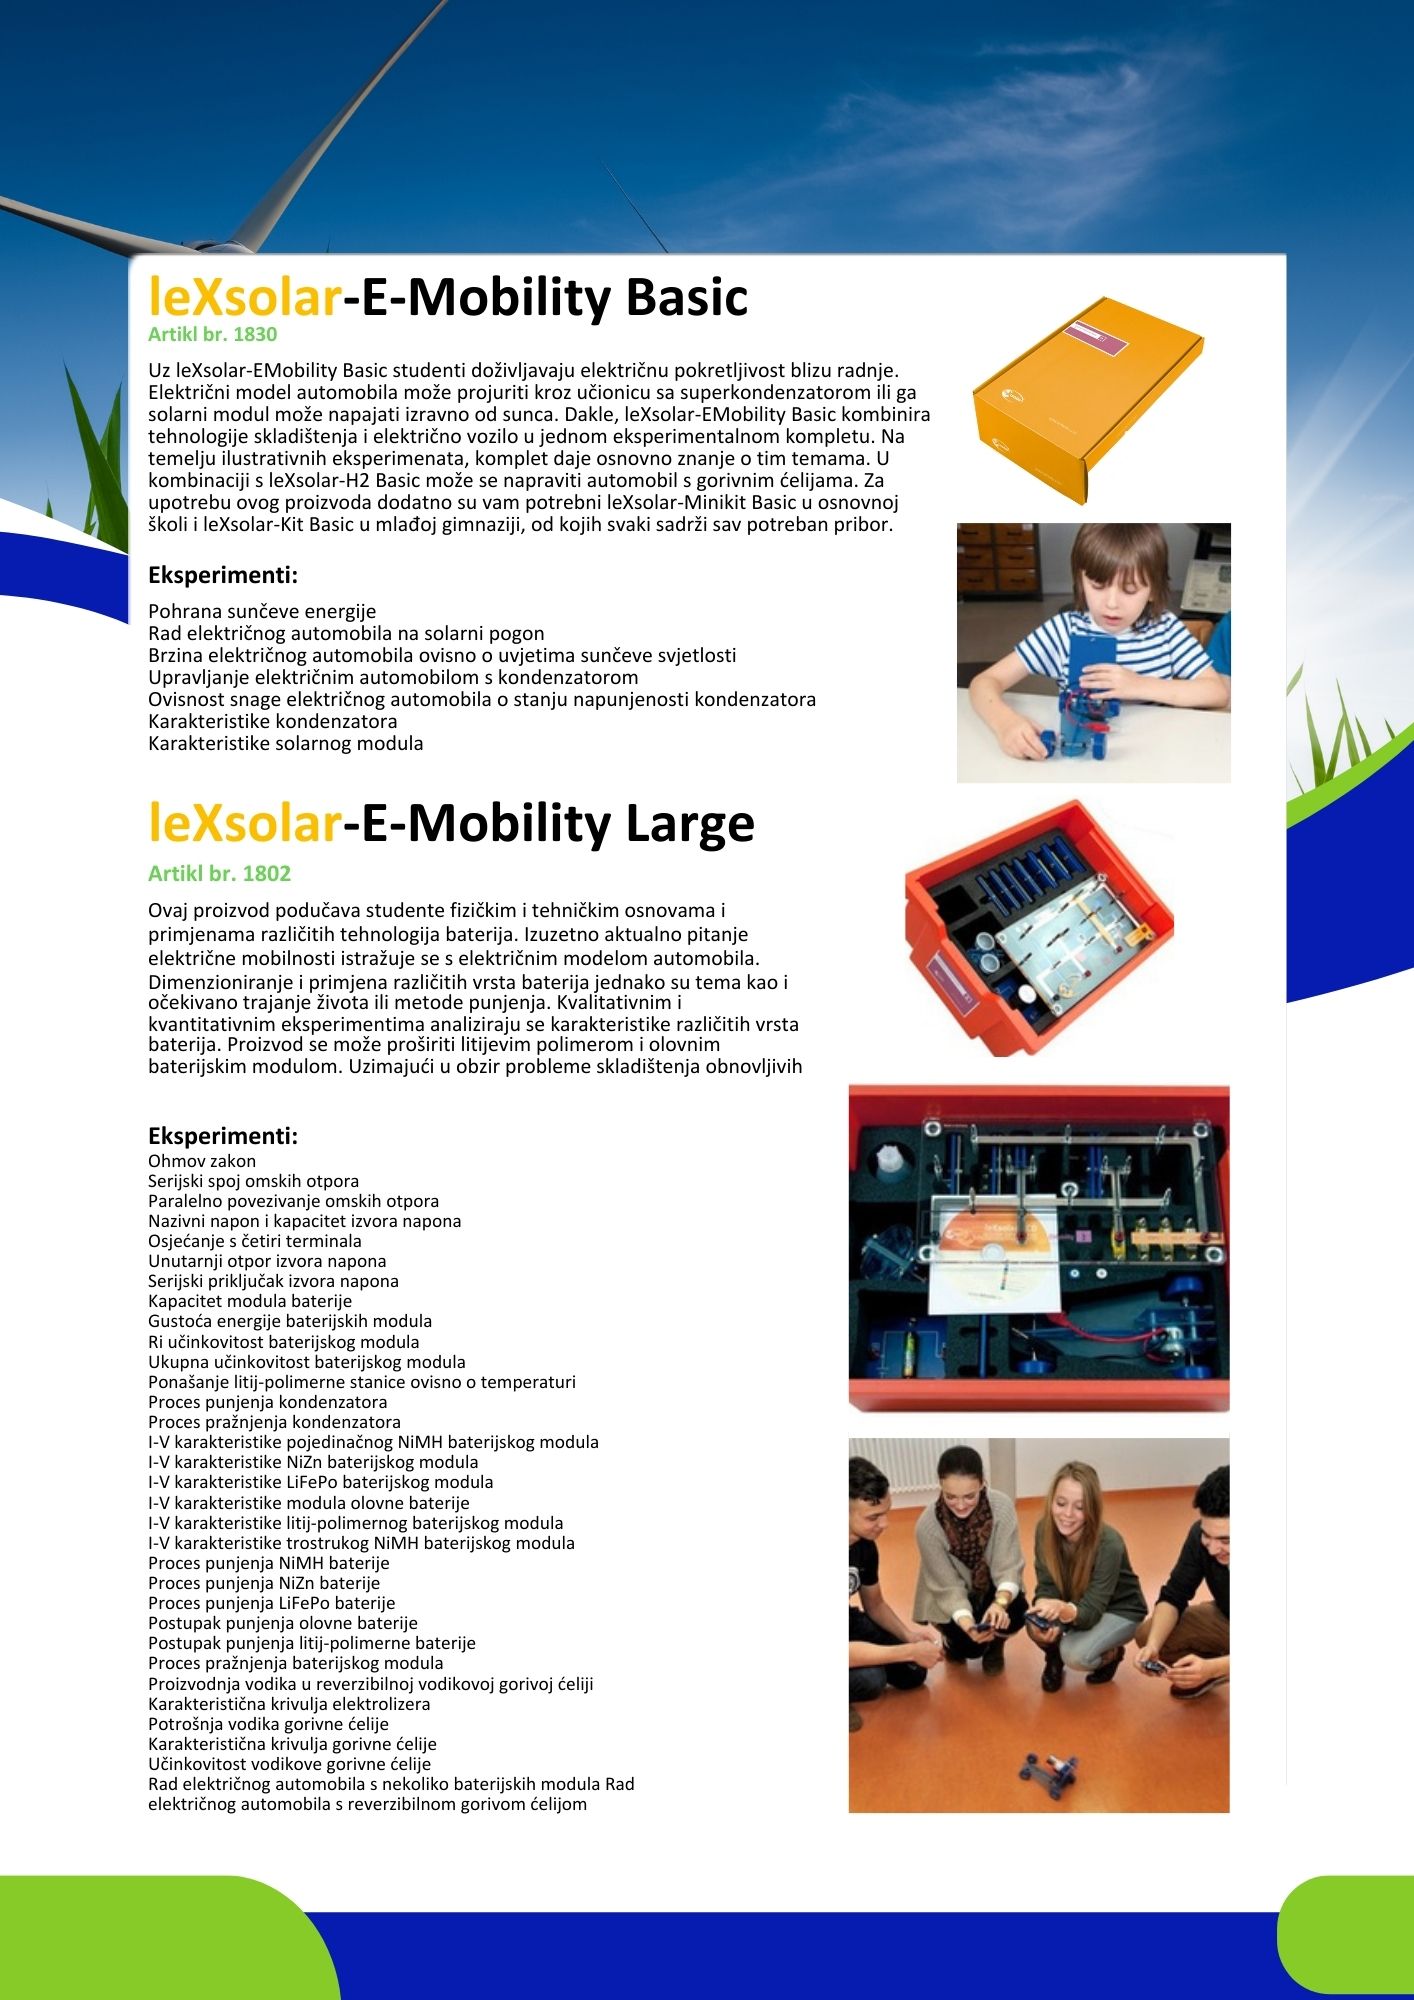 leXsolar-E-Mobility Basic
Artikl br. 1830
Uz leXsolar-EMobility Basic studenti doživljavaju električnu pokretljivost blizu radnje.
Električni model automobila može projuriti kroz učionicu sa superkondenzatorom ili ga
solarni modul može napajati izravno od sunca. Dakle, leXsolar-EMobility Basic kombinira
tehnologije skladištenja i električno vozilo u jednom eksperimentalnom kompletu. Na
temelju ilustrativnih eksperimenata, komplet daje osnovno znanje o tim temama. U
kombinaciji s leXsolar-H2 Basic može se napraviti automobil s gorivnim ćelijama. Za
upotrebu ovog proizvoda dodatno su vam potrebni leXsolar-Minikit Basic u osnovnoj
školi i leXsolar-Kit Basic u mlađoj gimnaziji, od kojih svaki sadrži sav potreban pribor.
Eksperimenti:
Pohrana sunčeve energije
Rad električnog automobila na solarni pogon
Brzina električnog automobila ovisno o uvjetima sunčeve svjetlosti
Upravljanje električnim automobilom s kondenzatorom
Ovisnost snage električnog automobila o stanju napunjenosti kondenzatora
Karakteristike kondenzatora
Karakteristike solarnog modula
leXsolar-E-Mobility Large
Artikl br. 1802
Ovaj proizvod podučava studente fizičkim i tehničkim osnovama i
primjenama različitih tehnologija baterija. Izuzetno aktualno pitanje
električne mobilnosti istražuje se s električnim modelom automobila.
Dimenzioniranje i primjena različitih vrsta baterija jednako su tema kao i
očekivano trajanje života ili metode punjenja. Kvalitativnim i
kvantitativnim eksperimentima analiziraju se karakteristike različitih vrsta
baterija. Proizvod se može proširiti litijevim polimerom i olovnim
baterijskim modulom. Uzimajući u obzir probleme skladištenja obnovljivih
Eksperimenti:
Ohmov zakon
Serijski spoj omskih otpora
Paralelno povezivanje omskih otpora
Nazivni napon i kapacitet izvora napona
Osjećanje s četiri terminala
Unutarnji otpor izvora napona
Serijski priključak izvora napona
Kapacitet modula baterije
Gustoća energije baterijskih modula
Ri učinkovitost baterijskog modula
Ukupna učinkovitost baterijskog modula
Ponašanje litij-polimerne stanice ovisno o temperaturi
Proces punjenja kondenzatora
Proces pražnjenja kondenzatora
I-V karakteristike pojedinačnog NiMH baterijskog modula
I-V karakteristike NiZn baterijskog modula
I-V karakteristike LiFePo baterijskog modula
I-V karakteristike modula olovne baterije
I-V karakteristike litij-polimernog baterijskog modula
I-V karakteristike trostrukog NiMH baterijskog modula
Proces punjenja NiMH baterije
Proces punjenja NiZn baterije
Proces punjenja LiFePo baterije
Postupak punjenja olovne baterije
Postupak punjenja litij-polimerne baterije
Proces pražnjenja baterijskog modula
Proizvodnja vodika u reverzibilnoj vodikovoj gorivoj ćeliji
Karakteristična krivulja elektrolizera
Potrošnja vodika gorivne ćelije
Karakteristična krivulja gorivne ćelije
Učinkovitost vodikove gorivne ćelije
Rad električnog automobila s nekoliko baterijskih modula Rad
električnog automobila s reverzibilnom gorivom ćelijom